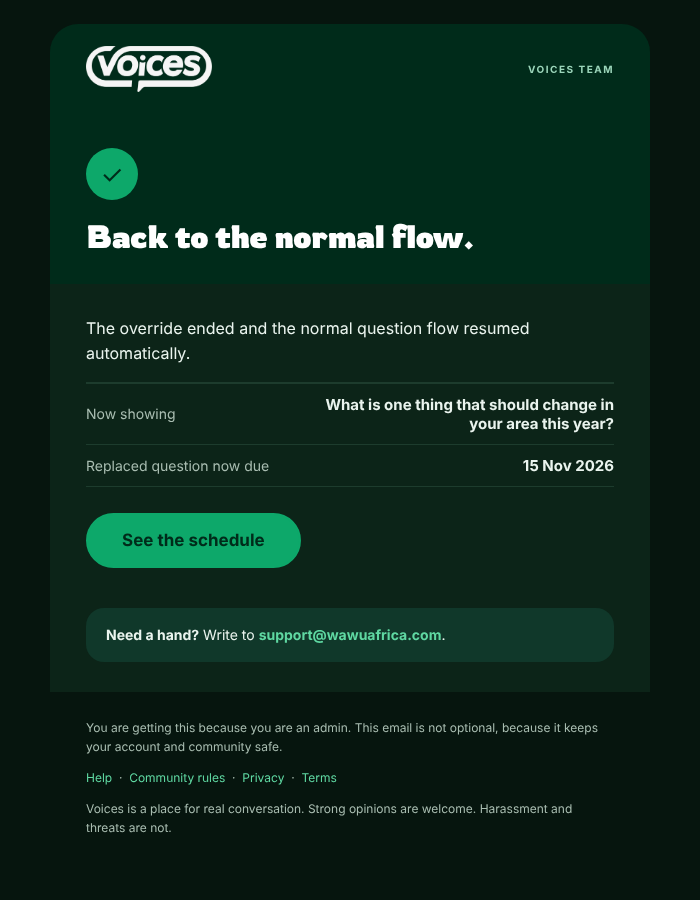 Voices
VOICES TEAM
Back to the normal flow.
The override ended and the normal question flow resumed
automatically.
Now showing
What is one thing that should change in
your area this year?
Replaced question now due
15 Nov 2026
See the schedule
Need a hand? Write to support@wawuafrica.com.
You are getting this because you are an admin. This email is not optional, because it keeps
your account and community safe.
Help · Community rules · Privacy · Terms
Voices is a place for real conversation. Strong opinions are welcome. Harassment and
threats are not.